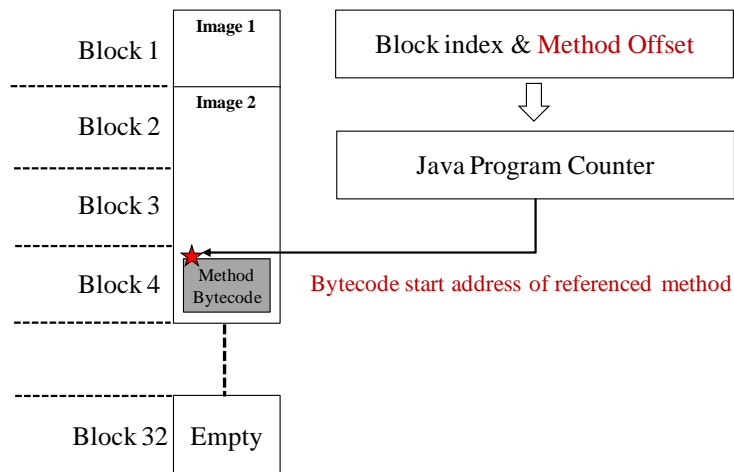 Block 1
Image 1
Block index & Method Offset
Image 2
Block 2
Java Program Counter
Block 3
Block 4
Method
Bytecode
Bytecode start address of referenced method
Block 32
Empty